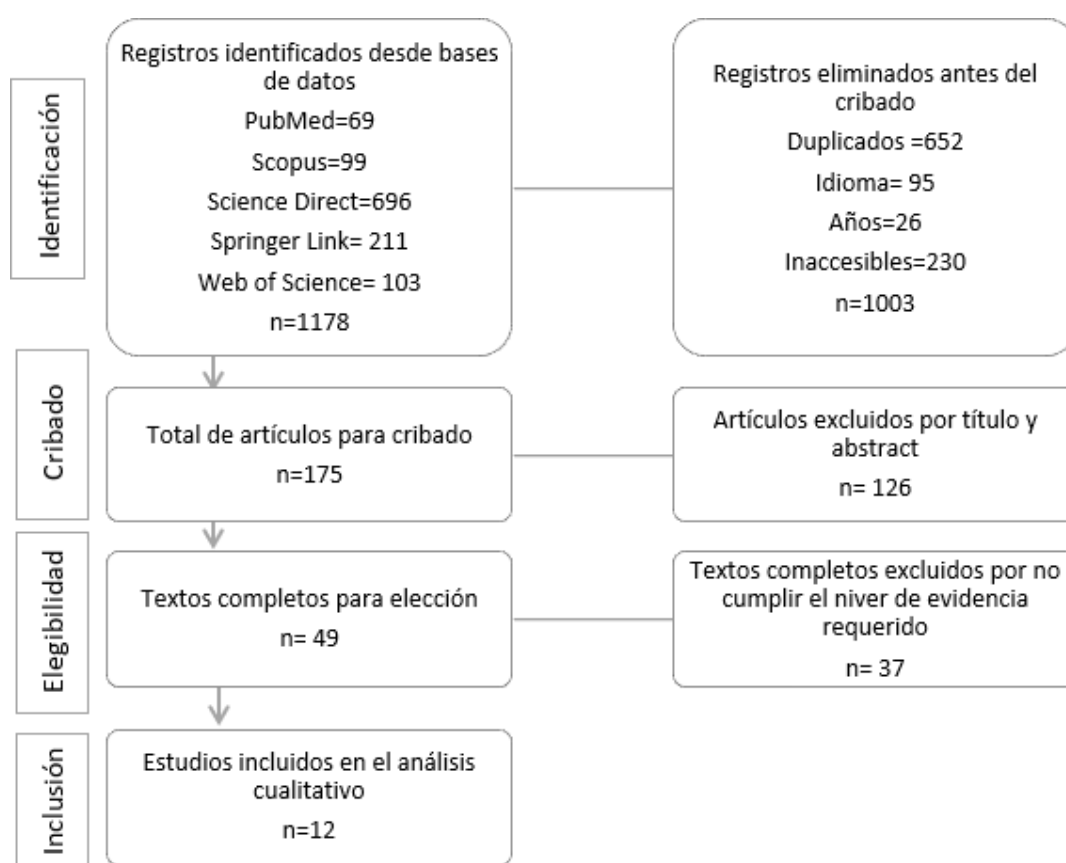 Identificación
Registros identificados desde bases
de datos
PubMed=69
Scopus=99
Science Direct=696
Springer Link= 211
Web of Science= 103
n=1178
Registros eliminados antes del
cribado
Duplicados =652
Idioma= 95
Años=26
Inaccesibles=230
n=1003
Cribado
Total de artículos para cribado
n=175
Artículos excluidos por título y
abstract
n= 126
Elegibilidad
Textos completos para elección
n= 49
Textos completos excluidos por no
cumplir el niver de evidencia
requerido
n= 37
Inclusión
Estudios incluidos en el análisis
cualitativo
n=12